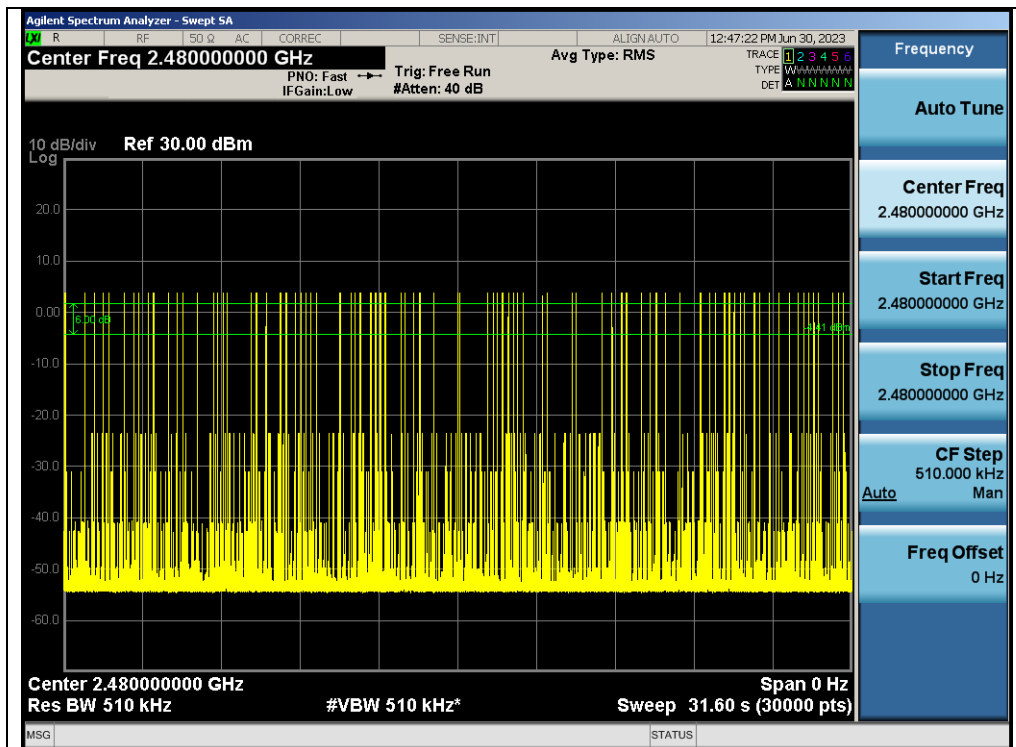 Agilent Spectrum Analyzer - Swept SA
LXI R RF 50 Ω AC CORREC SENSE:INT ALIGN AUTO 12:47:22 PM Jun 30, 2023
Center Freq 2.480000000 GHz
Avg Type: RMS
TRACE 1 2 3 4 5 6
PNO: Fast
Trig: Free Run
TYPE WWWWWW
IFGain:Low
#Atten: 40 dB
DET A N N N N N
10 dB/div Ref 30.00 dBm
Log
20.0
10.0
0.00
6.00 dB
-4.41 dBm
-10.0
-20.0
-30.0
-40.0
-50.0
-60.0
Center 2.480000000 GHz Span 0 Hz
Res BW 510 kHz #VBW 510 kHz* Sweep 31.60 s (30000 pts)
MSG STATUS
Frequency
Auto Tune
Center Freq
2.480000000 GHz
Start Freq
2.480000000 GHz
Stop Freq
2.480000000 GHz
CF Step
510.000 kHz
Auto Man
Freq Offset
0 Hz